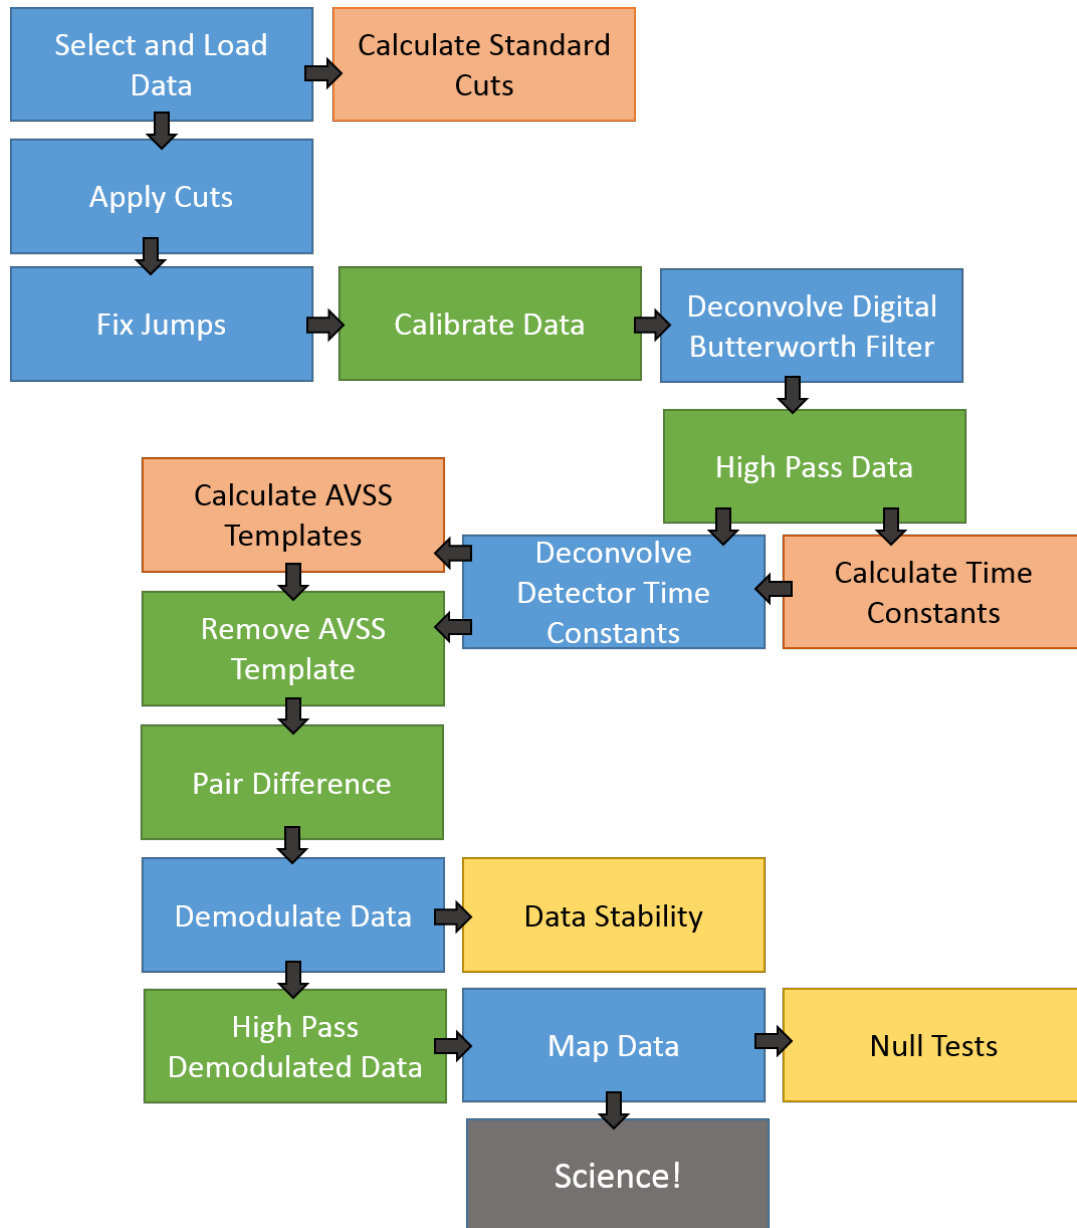 Select and Load
Data
Calculate Standard
Cuts
Apply Cuts
Fix Jumps
Calibrate Data
Deconvolve Digital
Butterworth Filter
High Pass Data
Calculate AVSS
Templates
Deconvolve
Detector Time
Constants
Calculate Time
Constants
Remove AVSS
Template
Pair Difference
Demodulate Data
Data Stability
High Pass
Demodulated Data
Map Data
Null Tests
Science!